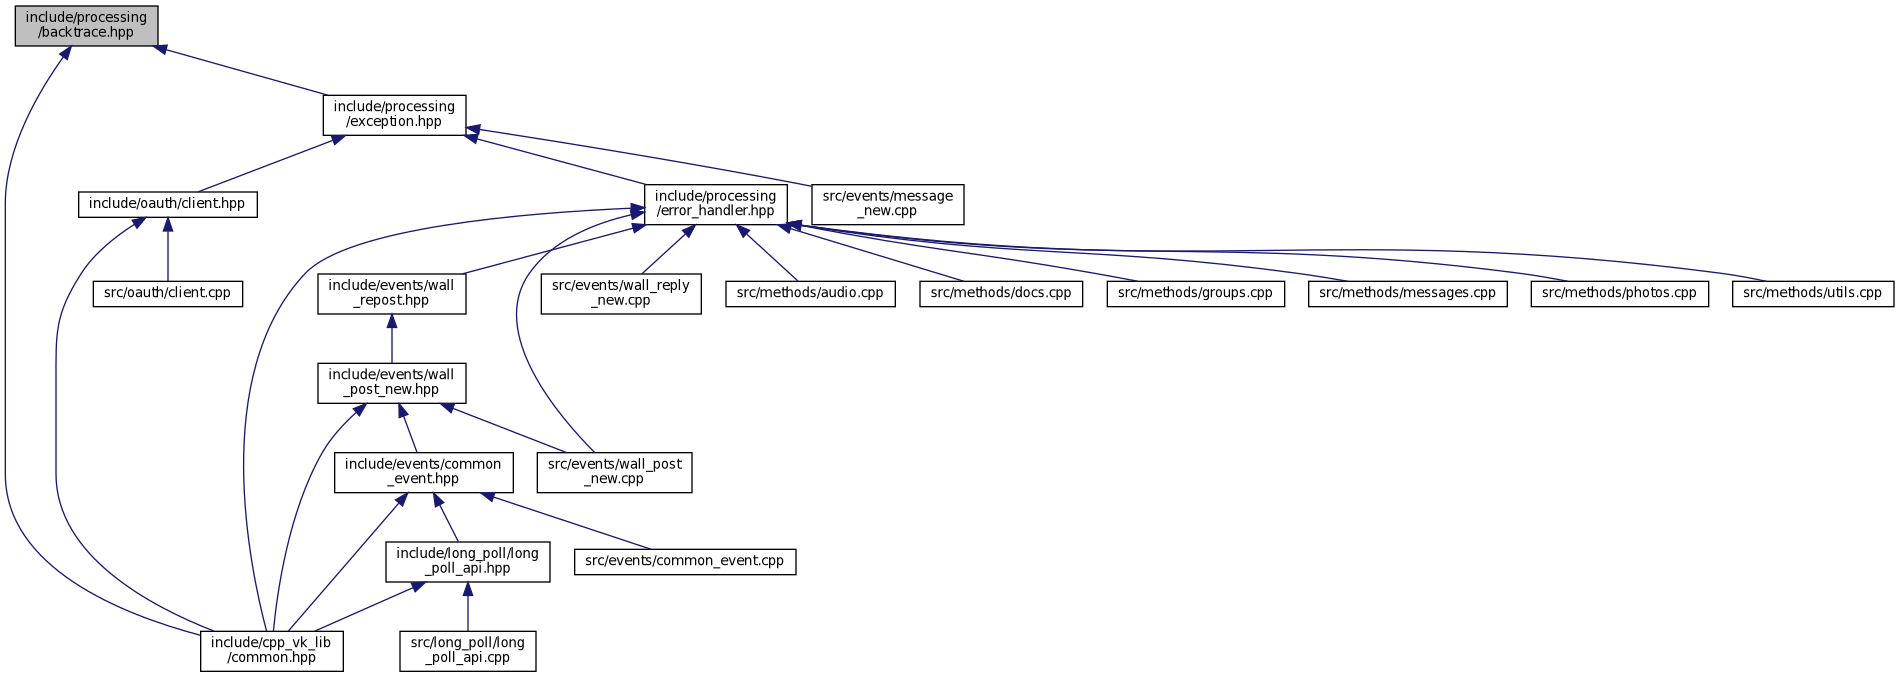 include/processing
/backtrace.hpp
include/processing
/exception.hpp
include/oauth/client.hpp
include/processing
/error_handler.hpp
src/events/message
_new.cpp
src/oauth/client.cpp
include/events/wall
_repost.hpp
src/events/wall_reply
_new.cpp
src/methods/audio.cpp
src/methods/docs.cpp
src/methods/groups.cpp
src/methods/messages.cpp
src/methods/photos.cpp
src/methods/utils.cpp
include/events/wall
_post_new.hpp
include/events/common
_event.hpp
src/events/wall_post
_new.cpp
include/long_poll/long
_poll_api.hpp
src/events/common_event.cpp
include/cpp_vk_lib
/common.hpp
src/long_poll/long
_poll_api.cpp